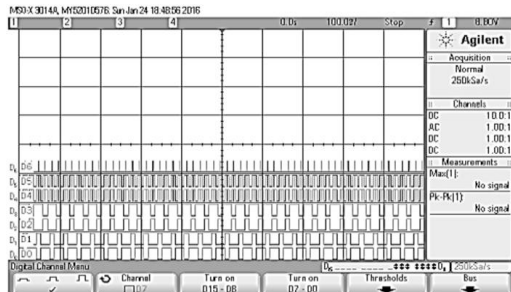 MSO-X 3014A, MY52010576: Sun Jan 24 18:48:56 2016
1 2 3 4 0.0s 100.0 Stop 1 8.80V
Agilent
Acquisition
Normal
250kSa/s
Channels
DC 10.0:1
AC 1.00:1
DC 1.00:1
DC 1.00:1
Measurements
Max(1):
No signal
Pk-Pk(1):
No signal
D6
D5
D4
D3
D2
D1
D0
Digital Channel Menu
250kSa/s
Channel
D7
Turn on
D15 - D8
Turn on
D7 - D0
Thresholds
Bus